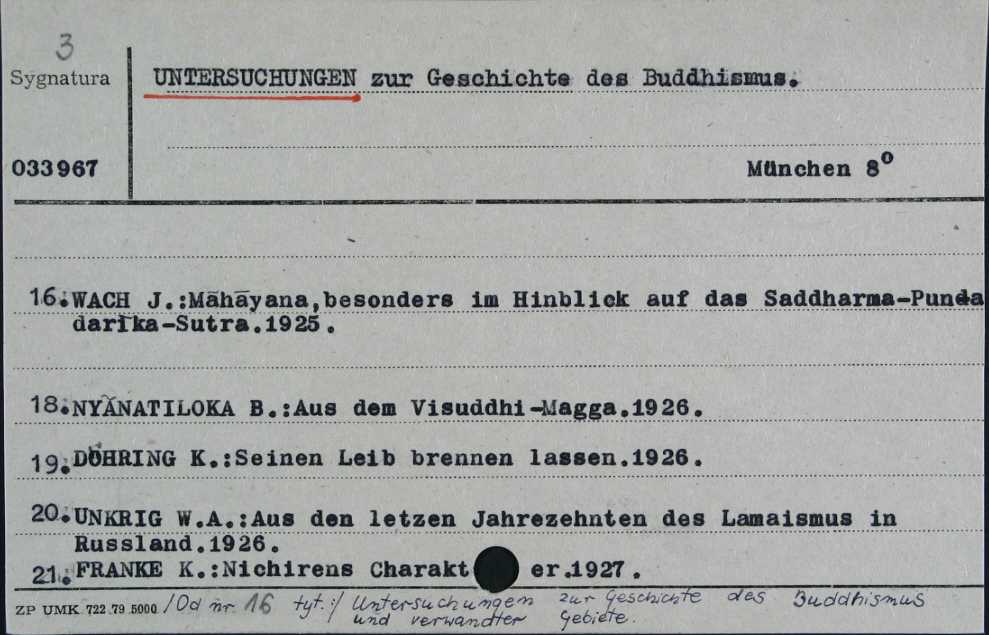 3
Sygnatura
UNTERSUCHUNGEN zur Geschichte des Buddhismus.
033967
München 8°
16.WACH J.:Māhāyana,besonders im Hinblick auf das Saddharma-Punda
darīka-Sutra.1925.
18.NYĀNATILOKA B.:Aus dem Visuddhi-Magga.1926.
19.DÖHRING K.:Seinen Leib brennen lassen.1926.
20.UNKRIG W.A.:Aus den letzen Jahrezehnten des Lamaismus in
Russland.1926.
21.FRANKE K.:Nichirens Charakt er.1927.
ZP UMK 722.79.5000 /Od nr. 16 tyt.:/ Untersuchungen zur Geschichte des Buddhismus
und verwandter Gebiete.